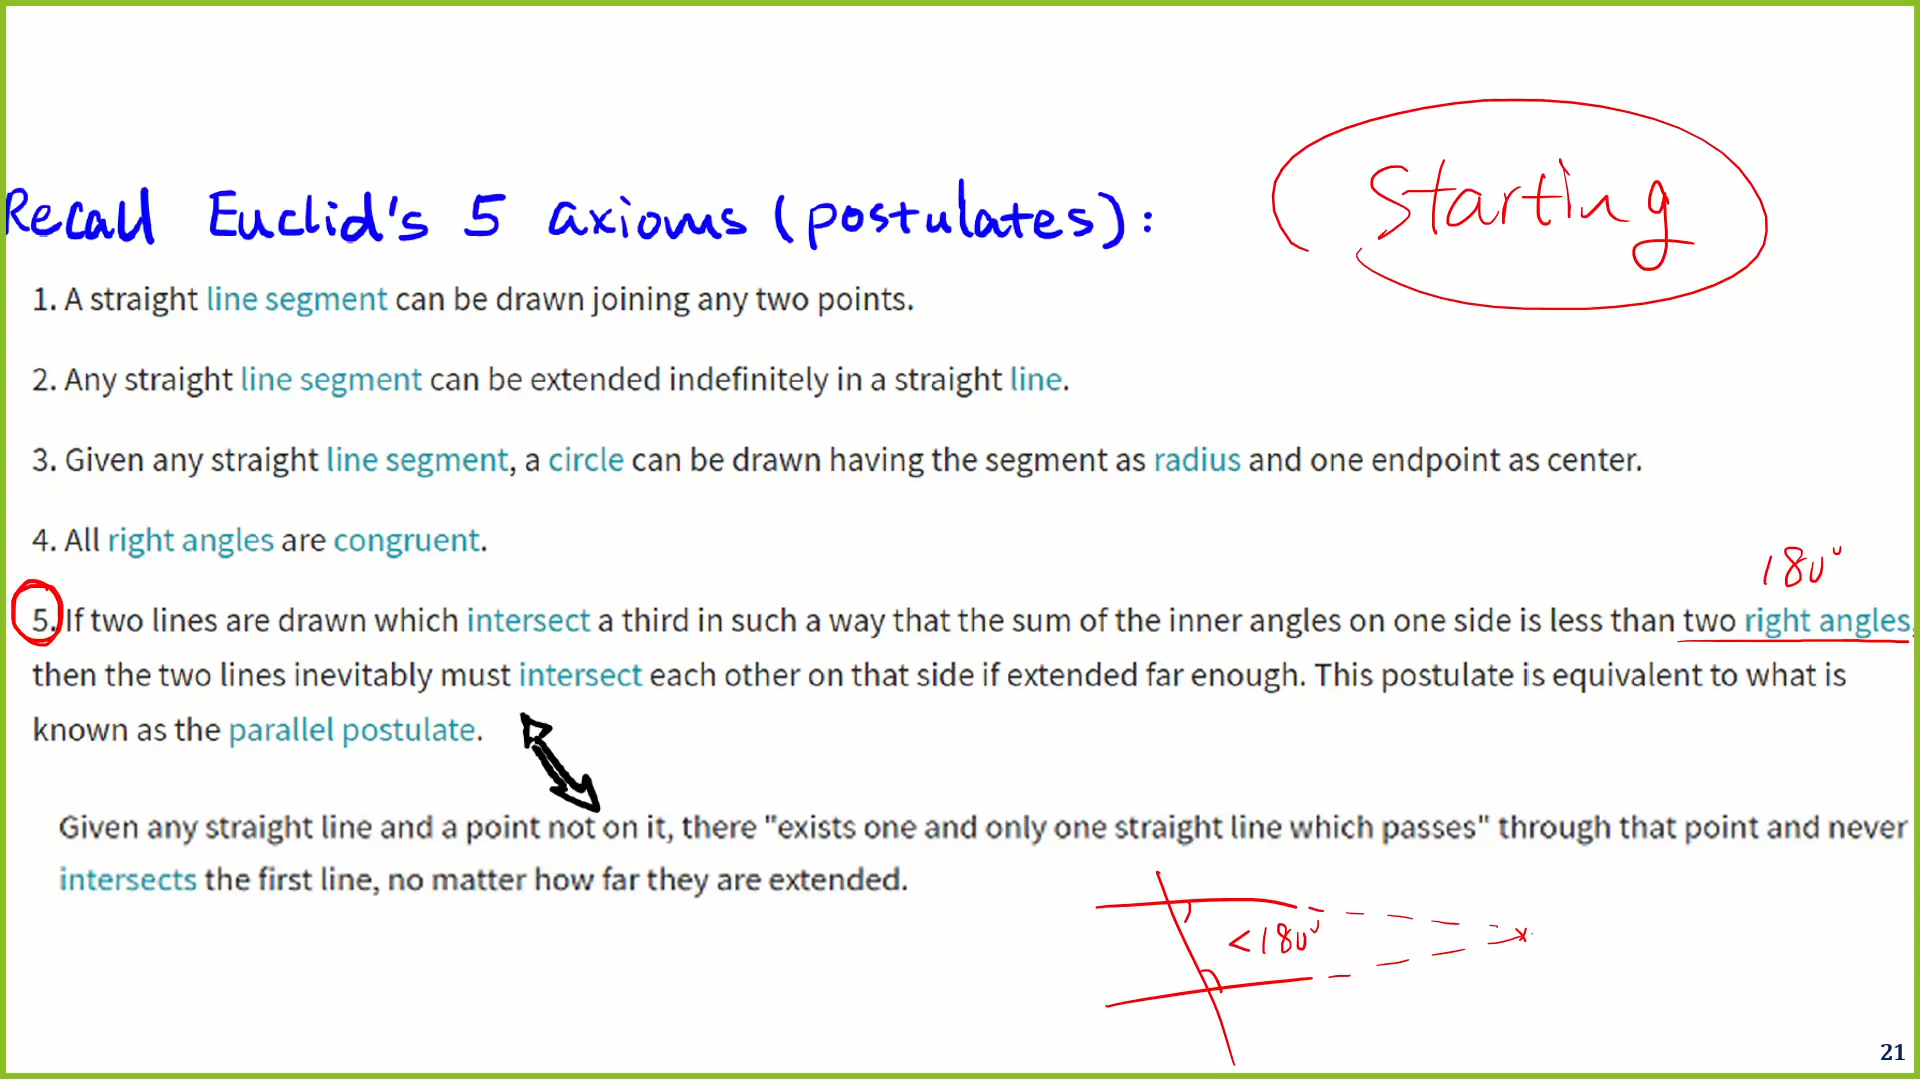 Recall Euclid's 5 axioms (postulates):
Starting
1. A straight line segment can be drawn joining any two points.
2. Any straight line segment can be extended indefinitely in a straight line.
3. Given any straight line segment, a circle can be drawn having the segment as radius and one endpoint as center.
4. All right angles are congruent.
180°
5. If two lines are drawn which intersect a third in such a way that the sum of the inner angles on one side is less than two right angles,
then the two lines inevitably must intersect each other on that side if extended far enough. This postulate is equivalent to what is
known as the parallel postulate.
Given any straight line and a point not on it, there "exists one and only one straight line which passes" through that point and never
intersects the first line, no matter how far they are extended.
<180°
21